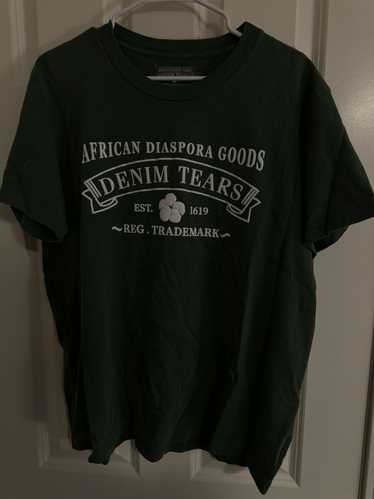 AFRICAN DIASPORA GOODS
DENIM TEARS
EST. 1619
~REG. TRADEMARK~